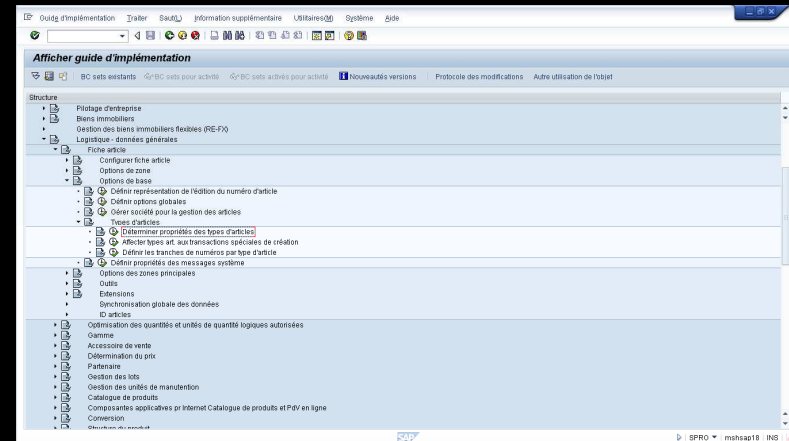 Guide d'implémentation Traiter Saut(L) Information supplémentaire Utilitaires(M) Système Aide
Afficher guide d'implémentation
BC sets existants BC sets pour activité BC sets activés pour activité Nouveautés versions Protocole des modifications Autre utilisation de l'objet
Structure
Pilotage d'entreprise
Biens immobiliers
Gestion des biens immobiliers flexibles (RE-FX)
Logistique - données générales
Fiche article
Configurer fiche article
Options de zone
Options de base
Définir représentation de l'édition du numéro d'article
Définir options globales
Gérer société pour la gestion des articles
Types d'articles
Déterminer propriétés des types d'articles
Affecter types art. aux transactions spéciales de création
Définir les tranches de numéros par type d'article
Définir propriétés des messages système
Options des zones principales
Outils
Extensions
Synchronisation globale des données
ID articles
Optimisation des quantités et unités de quantité logiques autorisées
Gamme
Accessoire de vente
Détermination du prix
Partenaire
Gestion des lots
Gestion des unités de manutention
Catalogue de produits
Composantes applicatives pr Internet Catalogue de produits et PdV en ligne
Conversion
Structure du produit
SAP SPRO mshsap18 INS